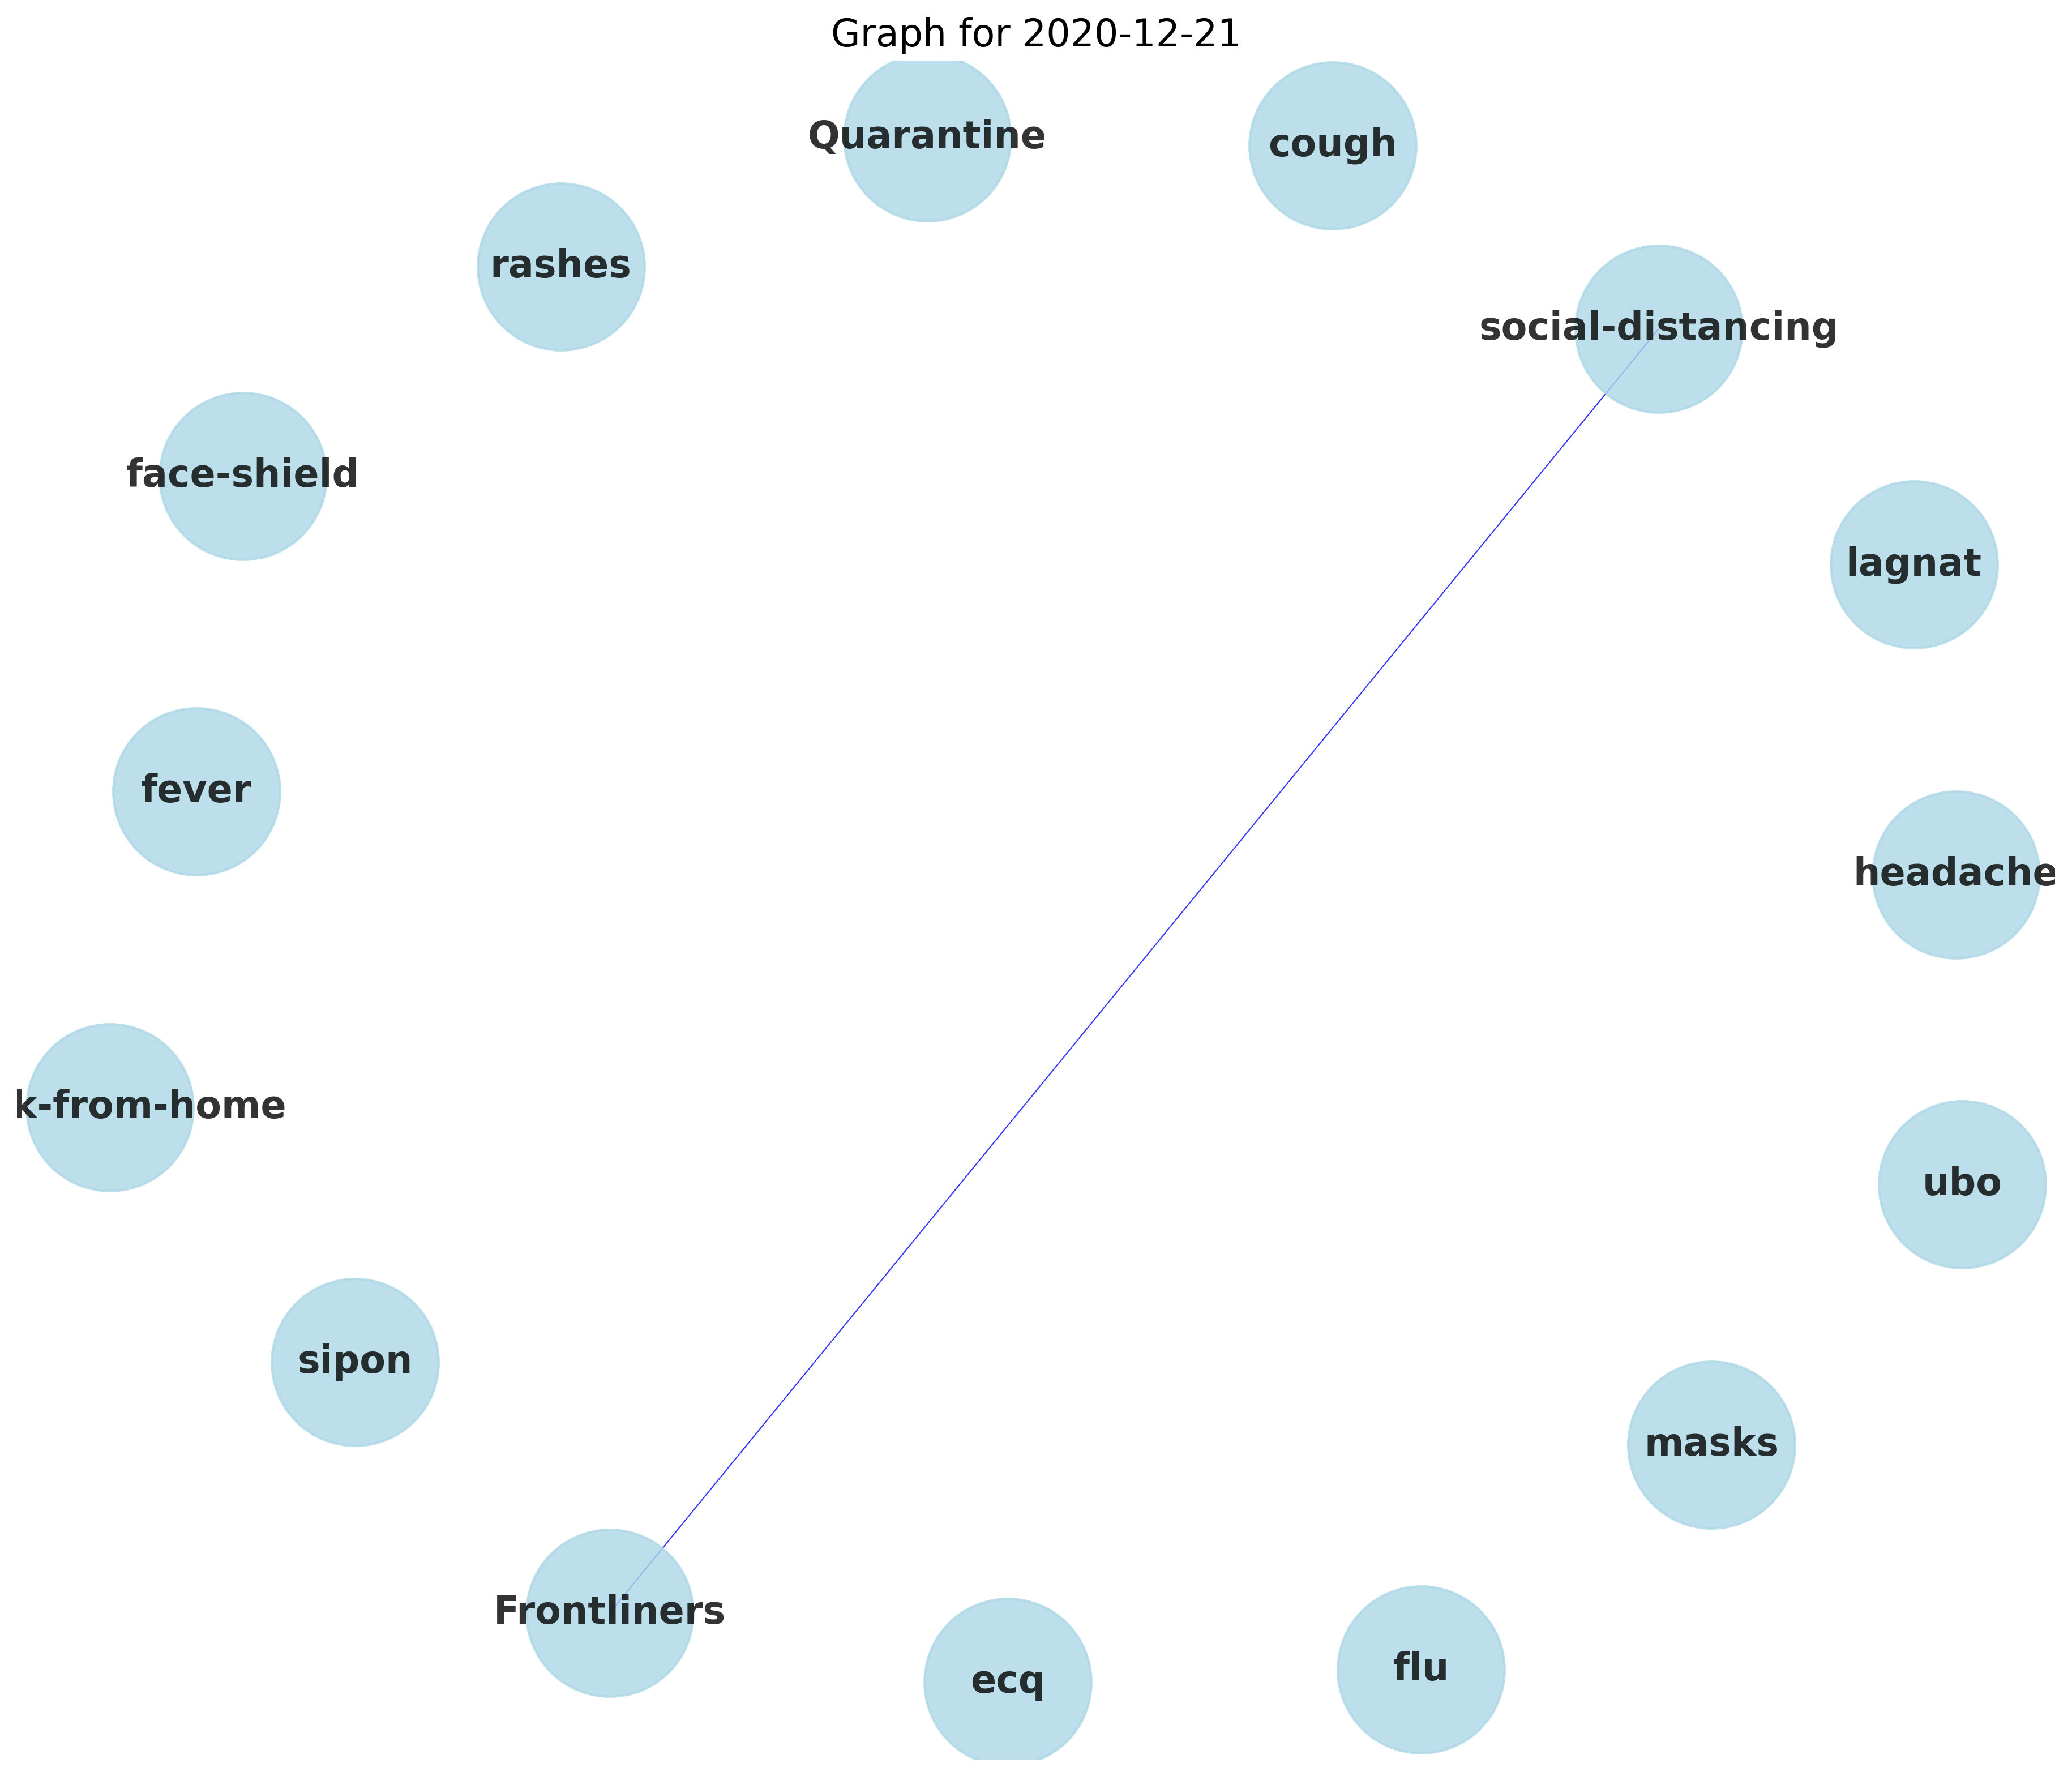 Graph for 2020-12-21
Quarantine
cough
rashes
social-distancing
face-shield
lagnat
fever
headache
k-from-home
ubo
sipon
masks
Frontliners
flu
ecq